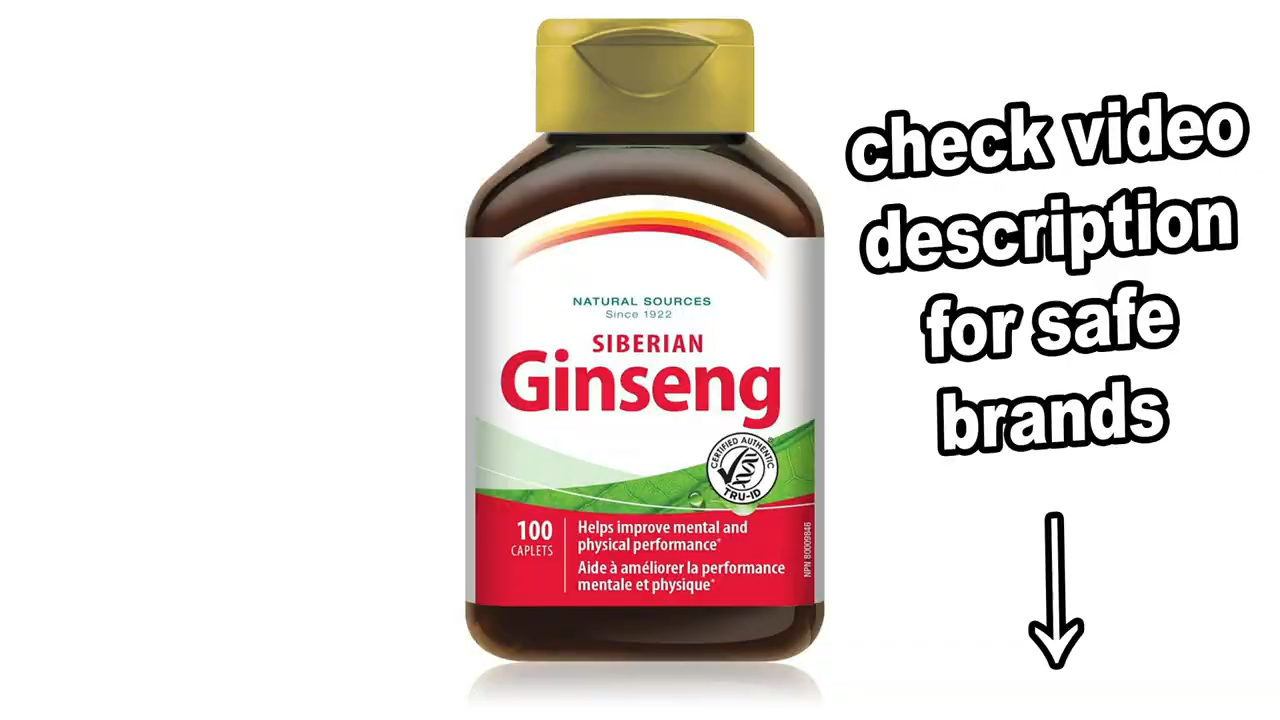 NATURAL SOURCES
Since 1922
SIBERIAN
Ginseng
CERTIFIED AUTHENTIC
TRU-ID
100
CAPLETS
Helps improve mental and
physical performance*
Aide à améliorer la performance
mentale et physique*
NPN 80009846
check video
description
for safe
brands